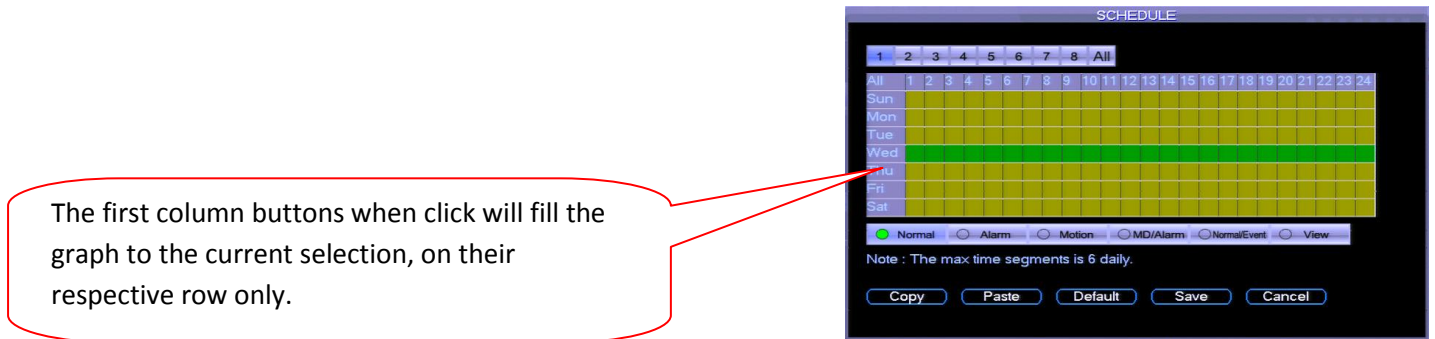 SCHEDULE
1 2 3 4 5 6 7 8 All
All 1 2 3 4 5 6 7 8 9 10 11 12 13 14 15 16 17 18 19 20 21 22 23 24
Sun
Mon
Tue
Wed
Thu
Fri
Sat
The first column buttons when click will fill the
graph to the current selection, on their
respective row only.
Normal Alarm Motion MD/Alarm Normal/Event View
Note : The max time segments is 6 daily.
Copy Paste Default Save Cancel